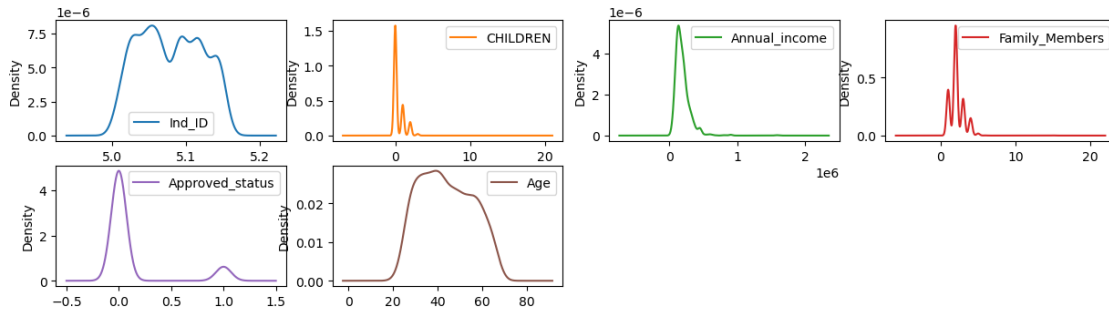 1e−6
7.5
5.0
2.5
0.0
Density
Ind_ID
5.0 5.1 5.2
1.5
1.0
0.5
0.0
Density
CHILDREN
0 10 20
1e−6
4
2
0
Density
Annual_income
0 1 2
1e6
0.5
0.0
Density
Family_Members
0 10 20
4
2
0
Density
Approved_status
−0.5 0.0 0.5 1.0 1.5
0.02
0.01
0.00
Density
Age
0 20 40 60 80